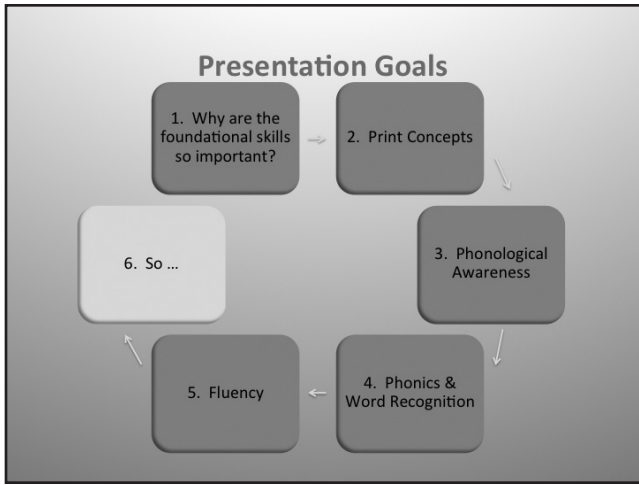 Presentation Goals
1. Why are the
foundational skills
so important?
2. Print Concepts
3. Phonological
Awareness
4. Phonics &
Word Recognition
5. Fluency
6. So ...